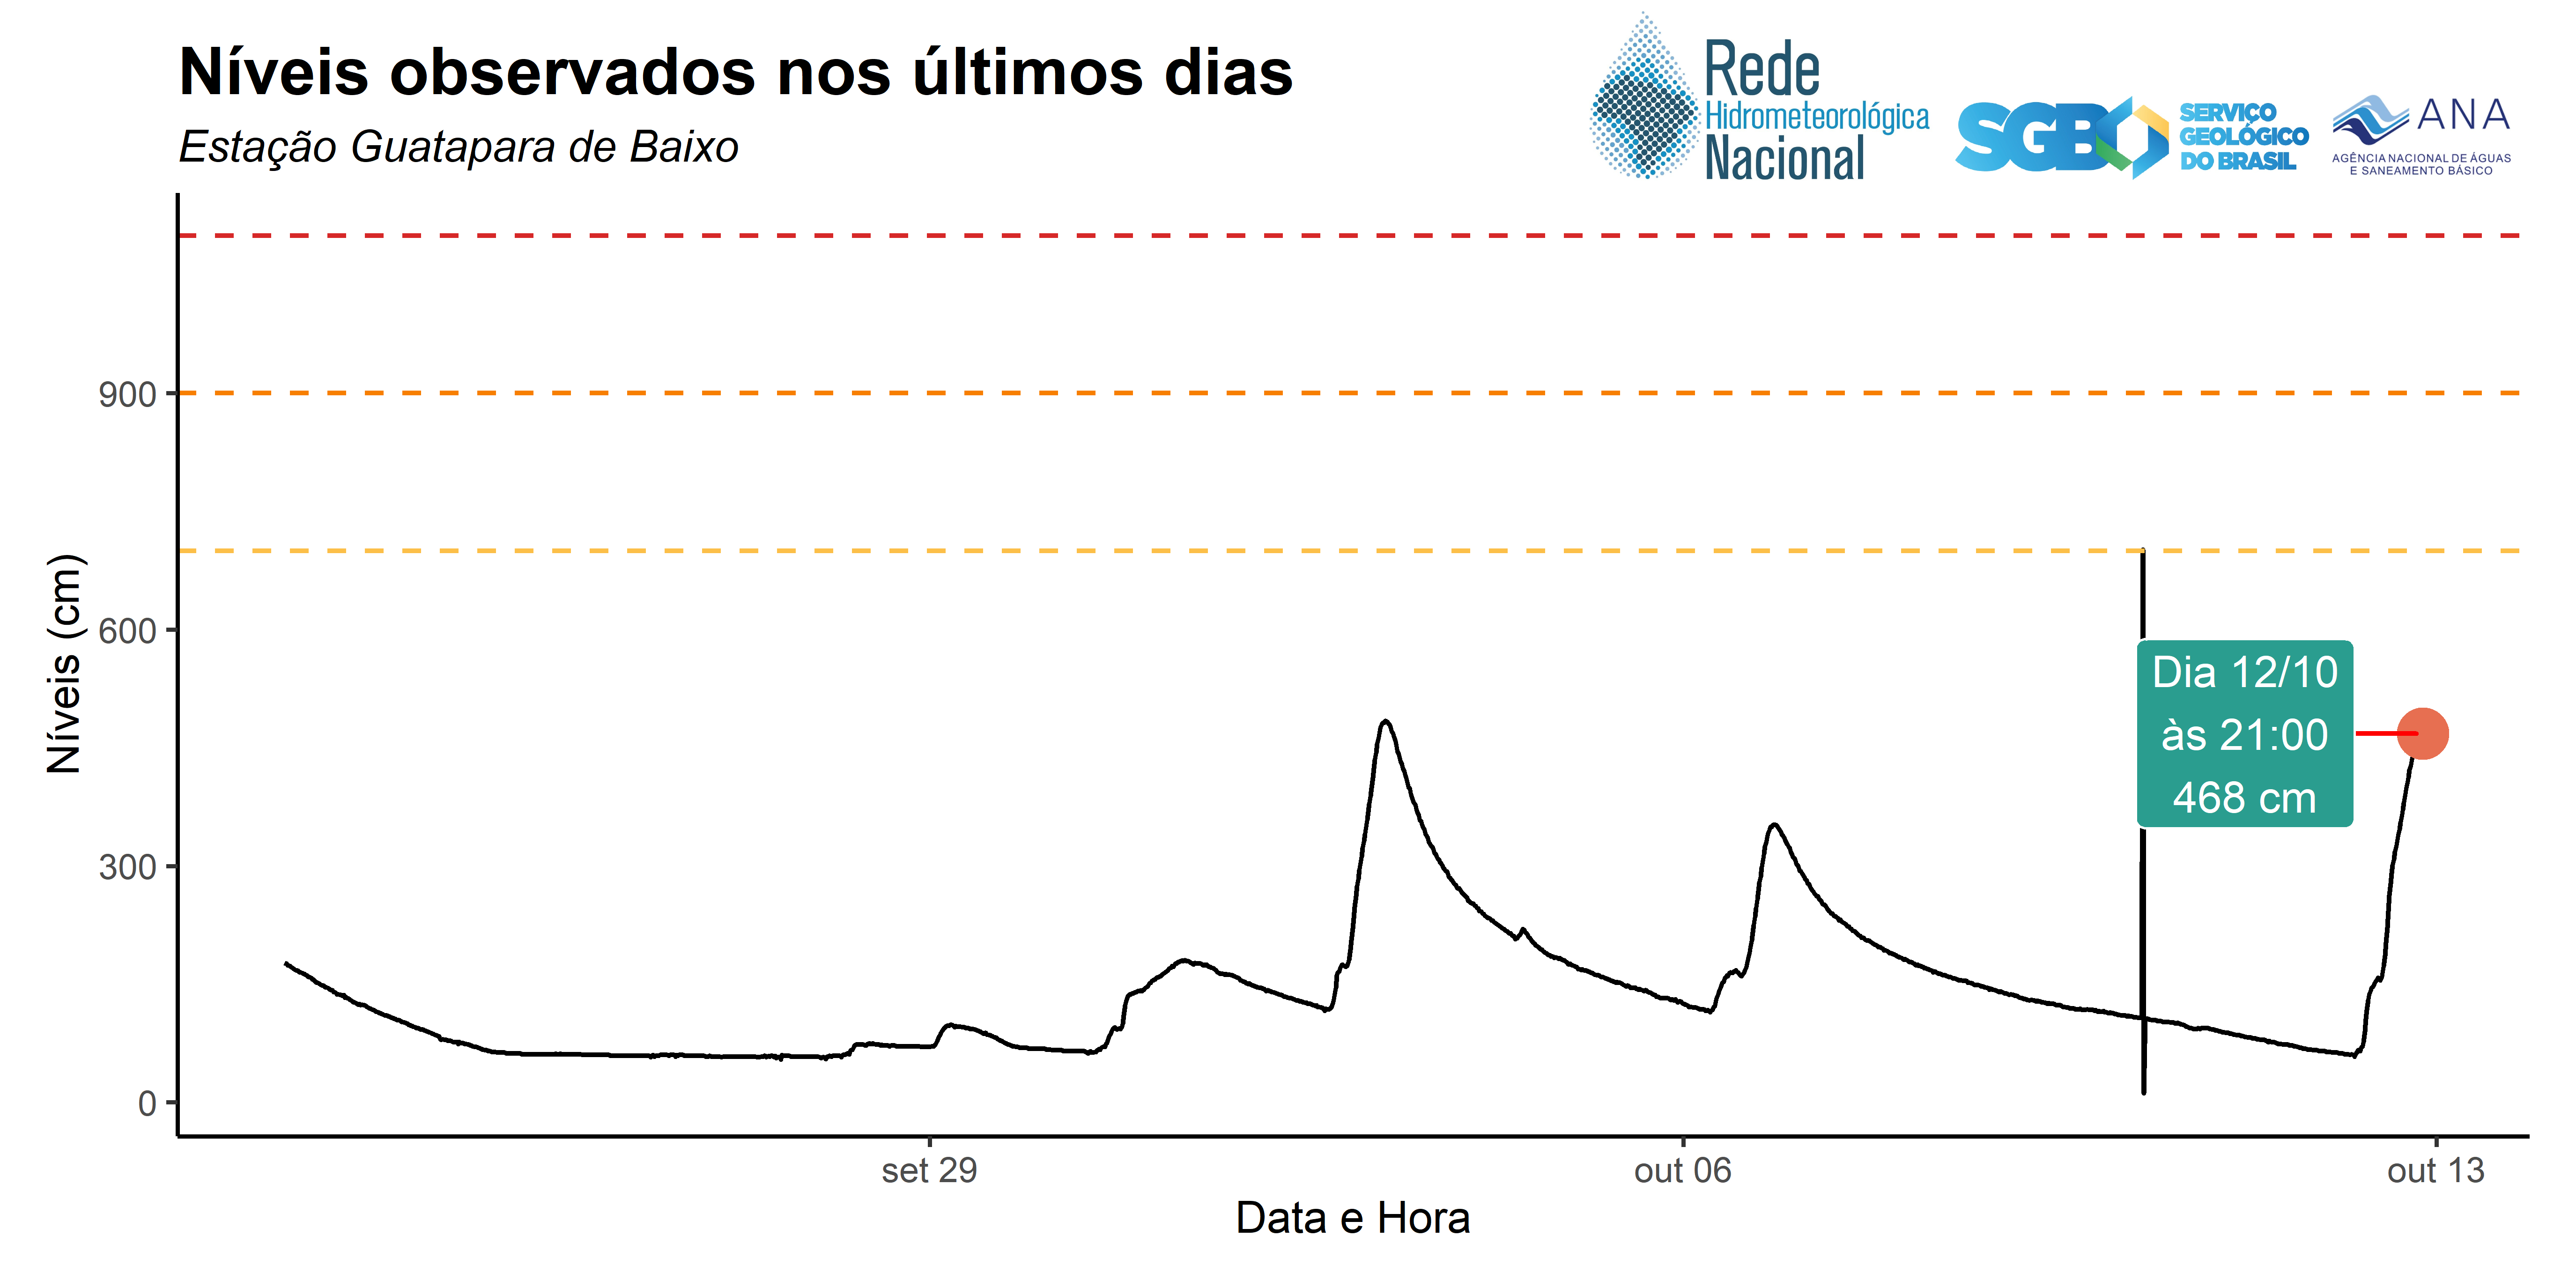 Níveis observados nos últimos dias
Estação Guatapara de Baixo
Rede
Hidrometeorológica
Nacional
SGB
SERVIÇO
GEOLÓGICO
DO BRASIL
ANA
AGÊNCIA NACIONAL DE ÁGUAS
E SANEAMENTO BÁSICO
Níveis (cm)
900
600
300
0
Dia 12/10
às 21:00
468 cm
set 29
out 06
out 13
Data e Hora